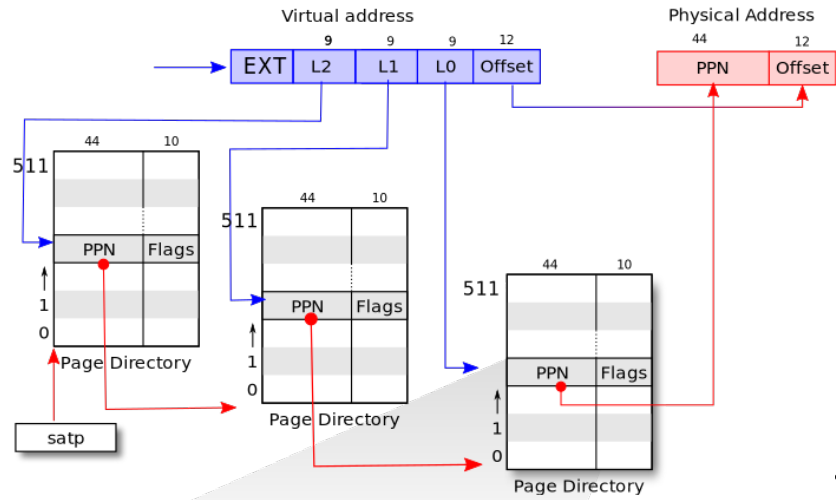 Virtual address
Physical Address
9 9 9 12
EXT L2 L1 L0 Offset
44 12
PPN Offset
44 10
511
PPN Flags
1
0
Page Directory
satp
44 10
511
PPN Flags
1
0
Page Directory
44 10
511
PPN Flags
1
0
Page Directory